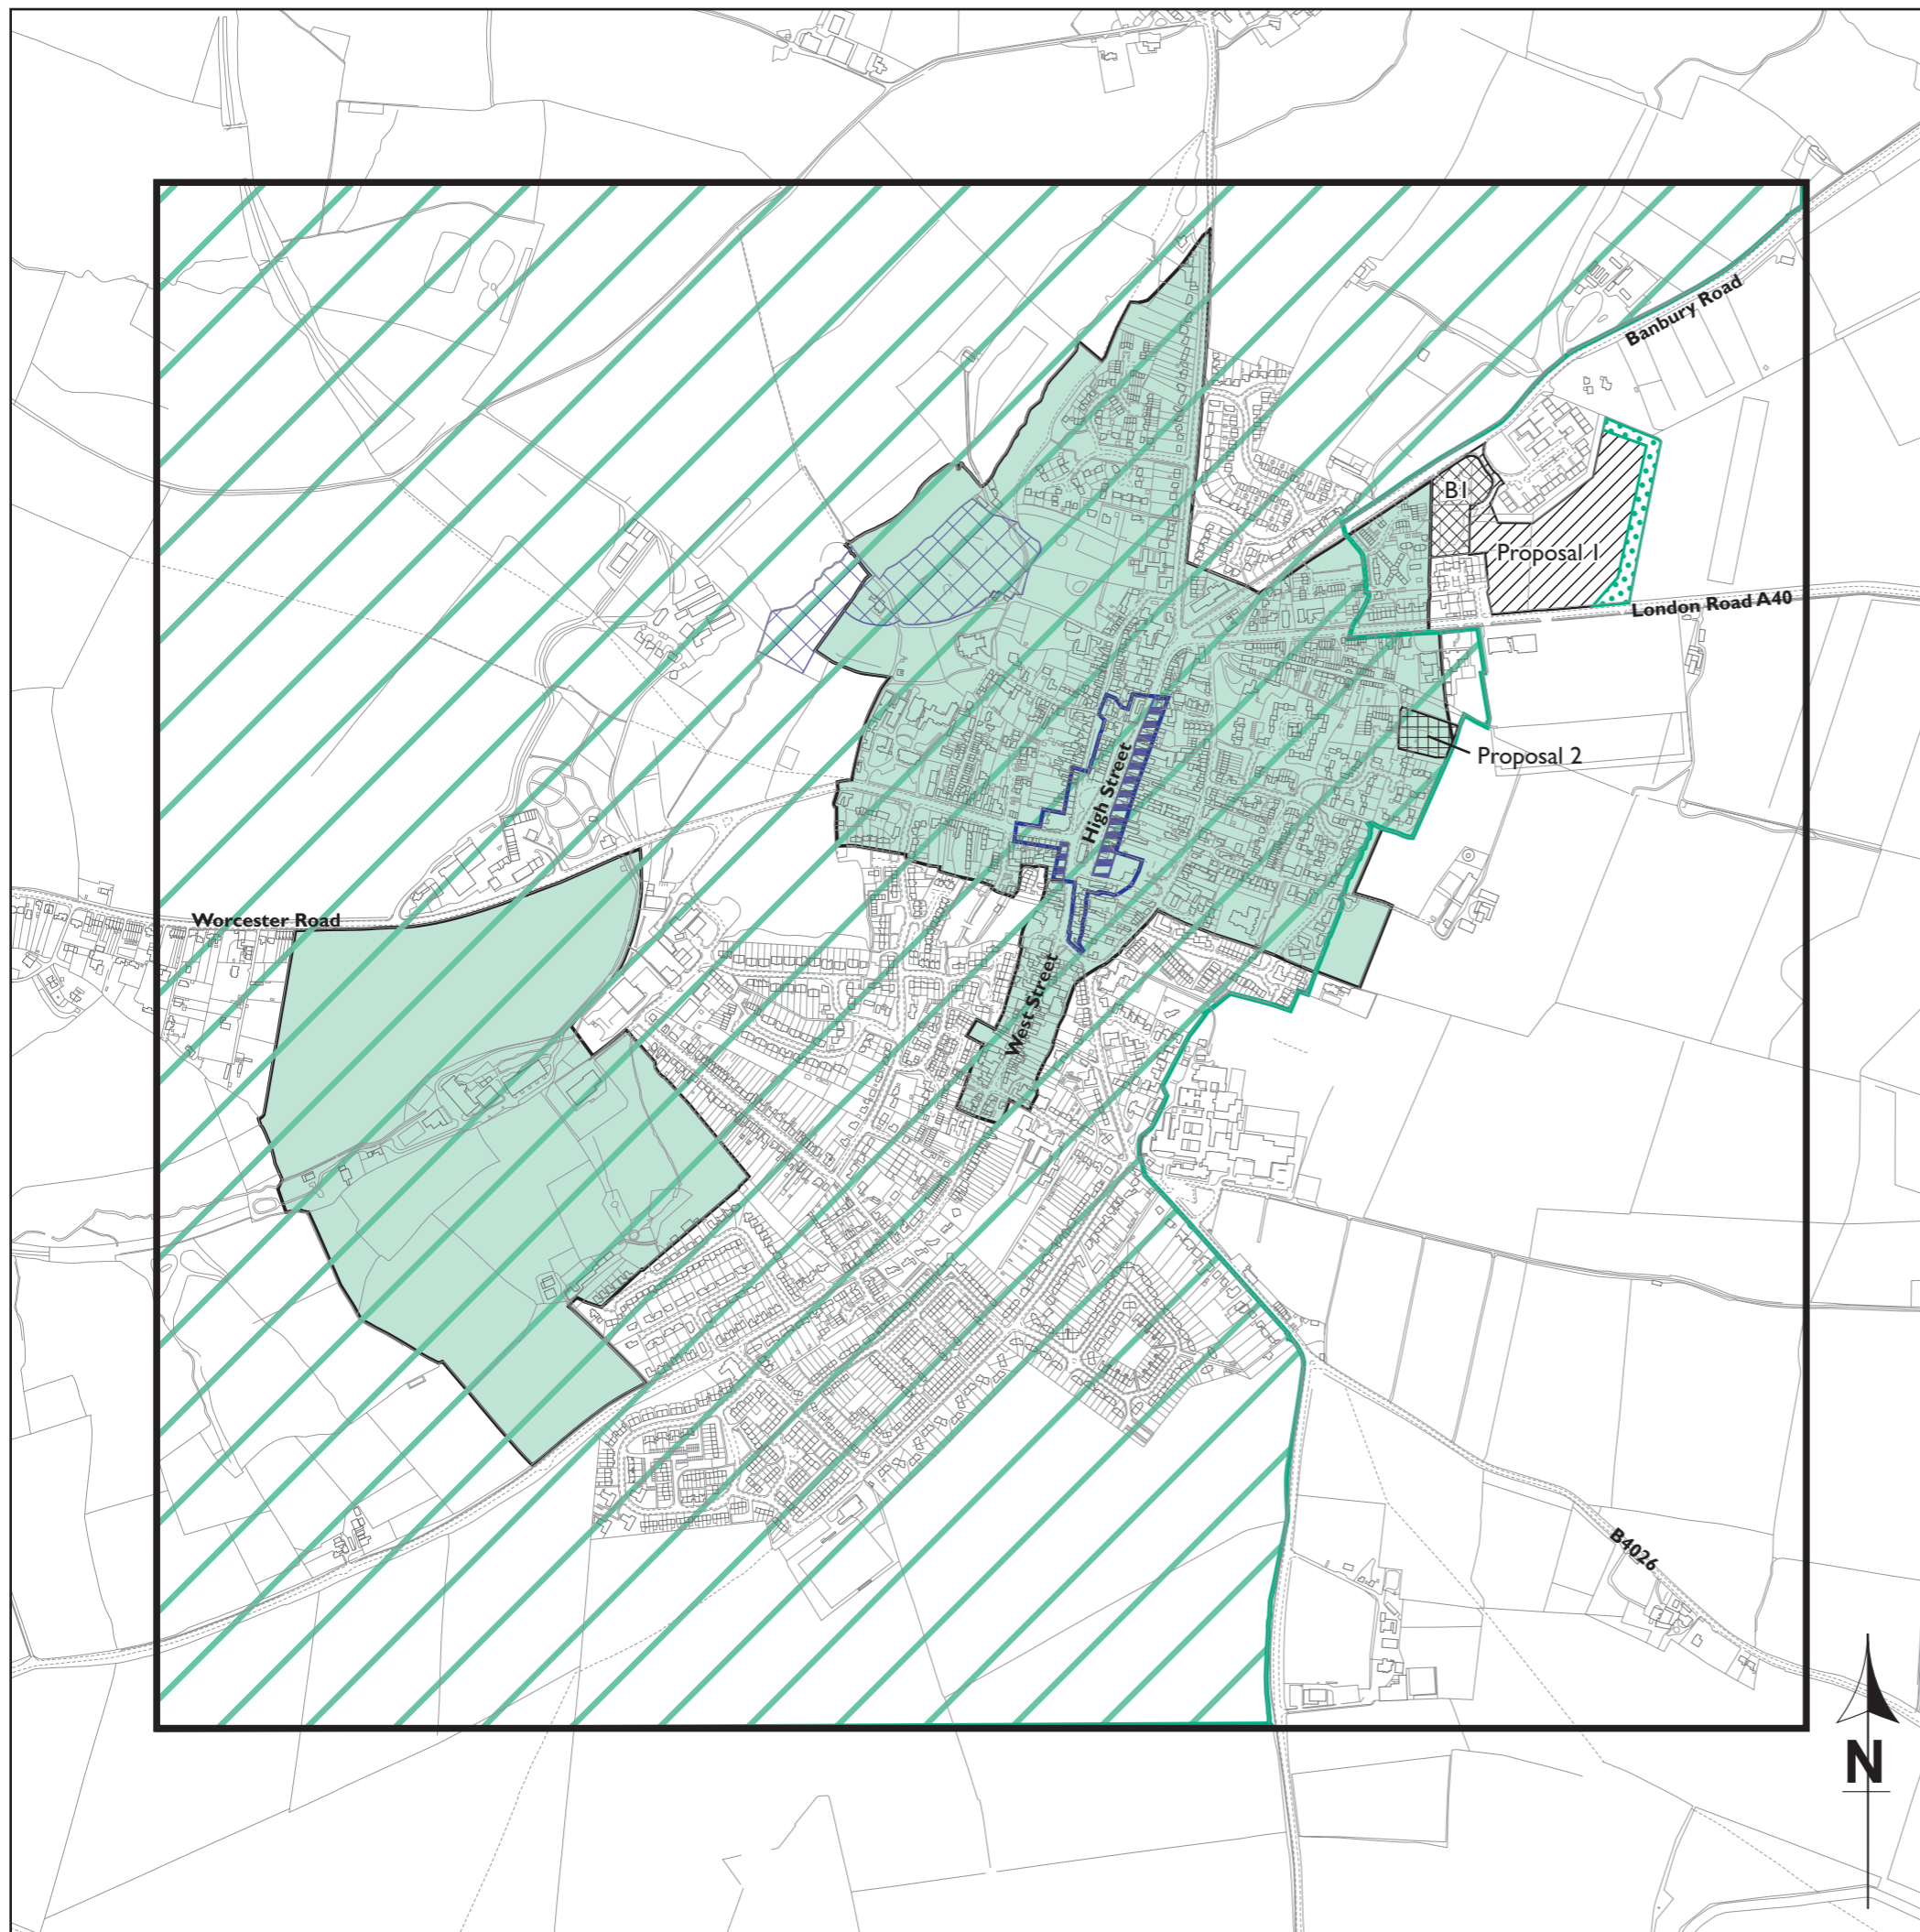 Banbury Road
B1
Proposal 1
London Road A40
Proposal 2
High Street
Worcester Road
West Street
B4026
N